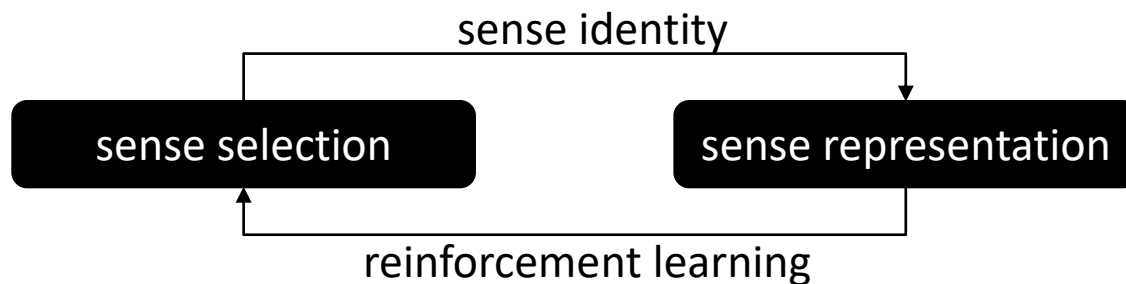 sense identity
sense selection
sense representation
reinforcement learning